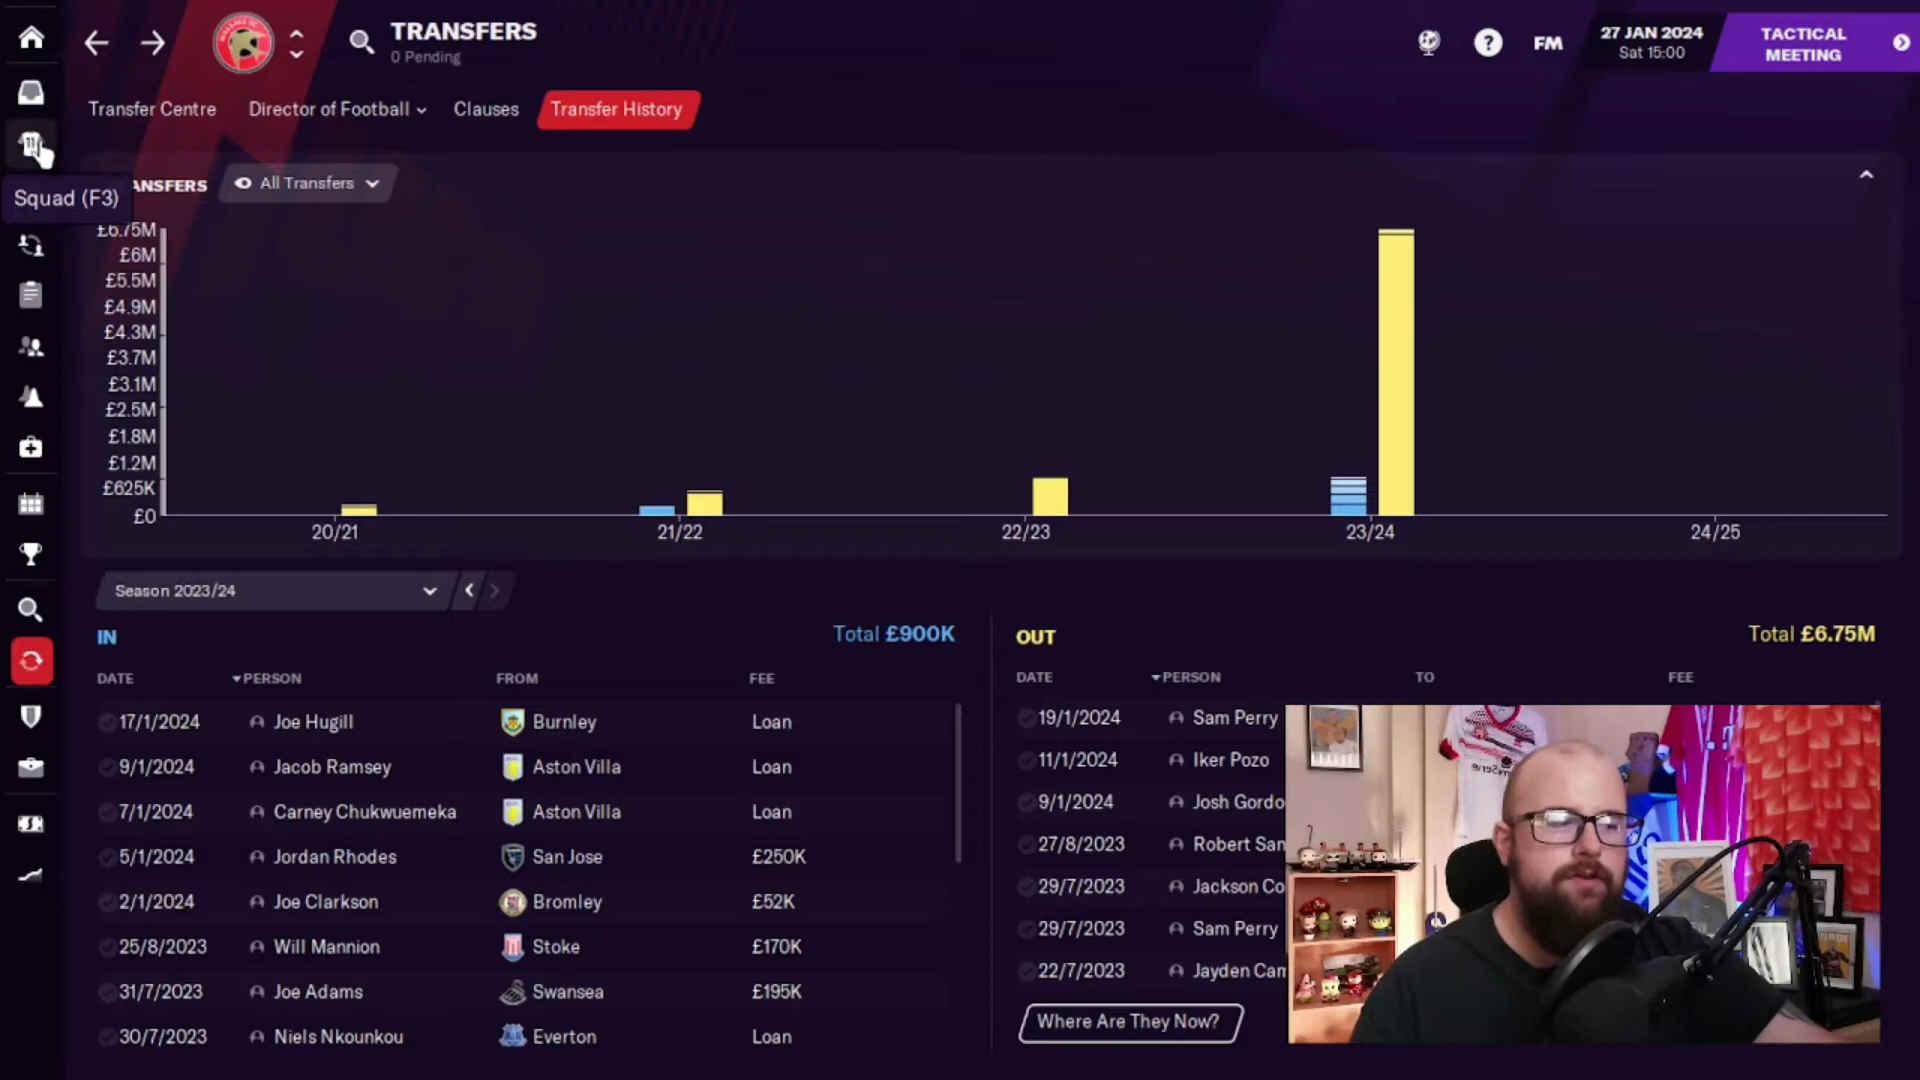 TRANSFERS
0 Pending
FM
27 JAN 2024
Sat 15:00
TACTICAL
MEETING
Transfer Centre
Director of Football
Clauses
Transfer History
Squad (F3)
ANSFERS
All Transfers
£6.75M
£6M
£5.5M
£4.9M
£4.3M
£3.7M
£3.1M
£2.5M
£1.8M
£1.2M
£625K
£0
20/21
21/22
22/23
23/24
24/25
Season 2023/24
IN
Total £900K
DATE PERSON FROM FEE
17/1/2024 Joe Hugill Burnley Loan
9/1/2024 Jacob Ramsey Aston Villa Loan
7/1/2024 Carney Chukwuemeka Aston Villa Loan
5/1/2024 Jordan Rhodes San Jose £250K
2/1/2024 Joe Clarkson Bromley £52K
25/8/2023 Will Mannion Stoke £170K
31/7/2023 Joe Adams Swansea £195K
30/7/2023 Niels Nkounkou Everton Loan
OUT
Total £6.75M
DATE PERSON TO FEE
19/1/2024 Sam Perry
11/1/2024 Iker Pozo
9/1/2024 Josh Gordo
27/8/2023 Robert San
29/7/2023 Jackson Co
29/7/2023 Sam Perry
22/7/2023 Jayden Cam
Where Are They Now?